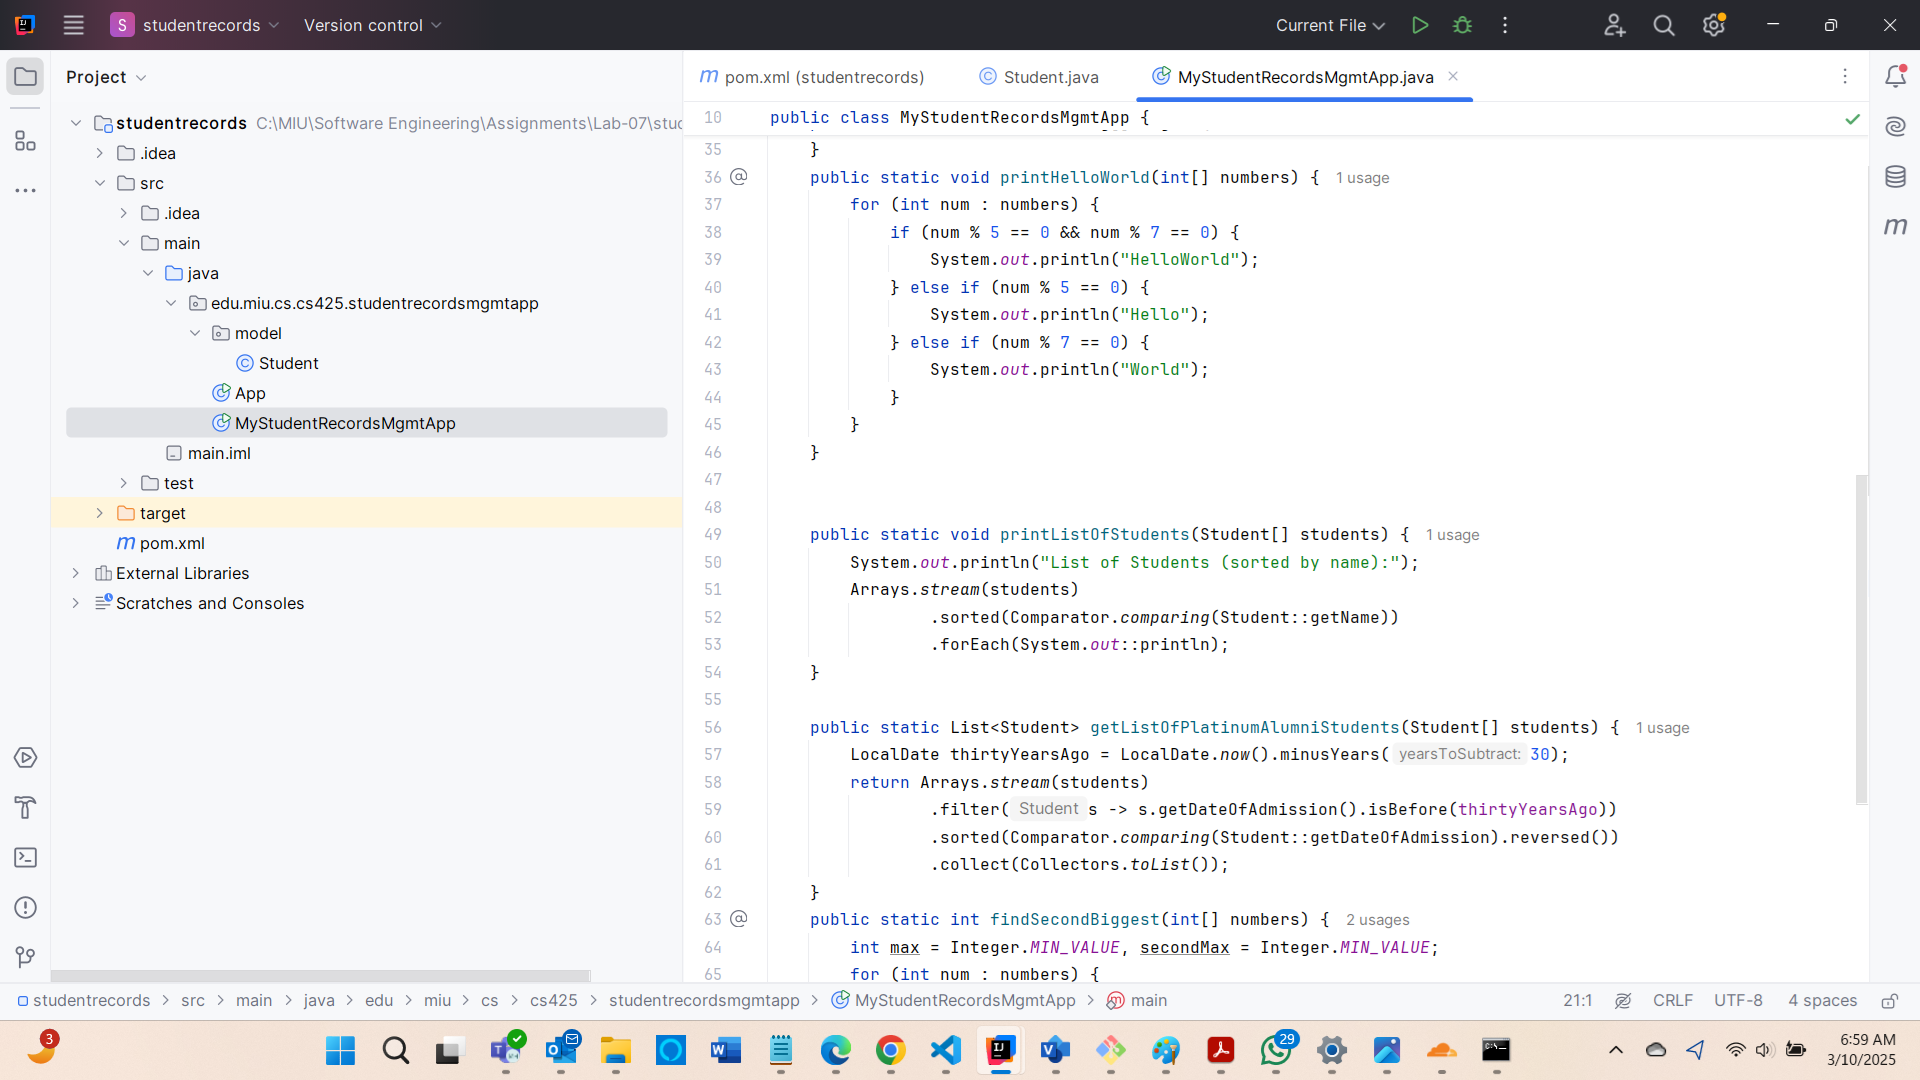 S studentrecords Version control Current File
Project
studentrecords C:\MIU\Software Engineering\Assignments\Lab-07\stuc
.idea
src
.idea
main
java
edu.miu.cs.cs425.studentrecordsmgmtapp
model
Student
App
MyStudentRecordsMgmtApp
main.iml
test
target
m pom.xml
External Libraries
Scratches and Consoles
m pom.xml (studentrecords) Student.java MyStudentRecordsMgmtApp.java
10 public class MyStudentRecordsMgmtApp {
35 }
36 @ public static void printHelloWorld(int[] numbers) { 1 usage
37 for (int num : numbers) {
38 if (num % 5 == 0 && num % 7 == 0) {
39 System.out.println("HelloWorld");
40 } else if (num % 5 == 0) {
41 System.out.println("Hello");
42 } else if (num % 7 == 0) {
43 System.out.println("World");
44 }
45 }
46 }
47
48
49 public static void printListOfStudents(Student[] students) { 1 usage
50 System.out.println("List of Students (sorted by name):");
51 Arrays.stream(students)
52 .sorted(Comparator.comparing(Student::getName))
53 .forEach(System.out::println);
54 }
55
56 public static List<Student> getListOfPlatinumAlumniStudents(Student[] students) { 1 usage
57 LocalDate thirtyYearsAgo = LocalDate.now().minusYears( yearsToSubtract: 30);
58 return Arrays.stream(students)
59 .filter( Student s -> s.getDateOfAdmission().isBefore(thirtyYearsAgo))
60 .sorted(Comparator.comparing(Student::getDateOfAdmission).reversed())
61 .collect(Collectors.toList());
62 }
63 @ public static int findSecondBiggest(int[] numbers) { 2 usages
64 int max = Integer.MIN_VALUE, secondMax = Integer.MIN_VALUE;
65 for (int num : numbers) {
m
studentrecords > src > main > java > edu > miu > cs > cs425 > studentrecordsmgmtapp > MyStudentRecordsMgmtApp > main 21:1 CRLF UTF-8 4 spaces
3 29 6:59 AM
3/10/2025